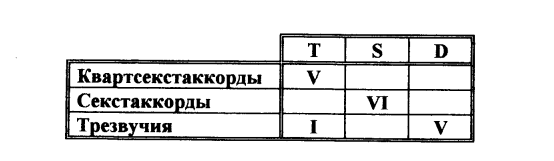 T S D
Квартсекстаккорды V
Секстаккорды VI
Трезвучия I V